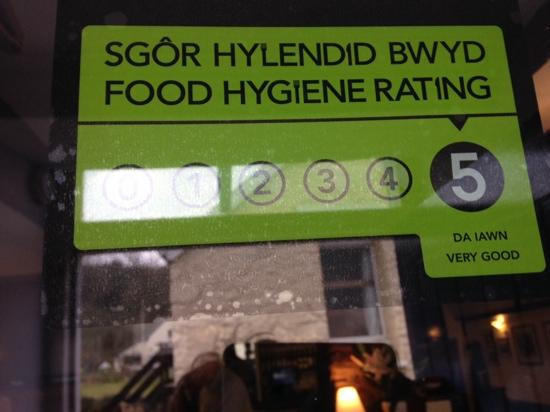 SGÔR HYLENDID BWYD
FOOD HYGIENE RATING
0 1 2 3 4 5
DA IAWN
VERY GOOD